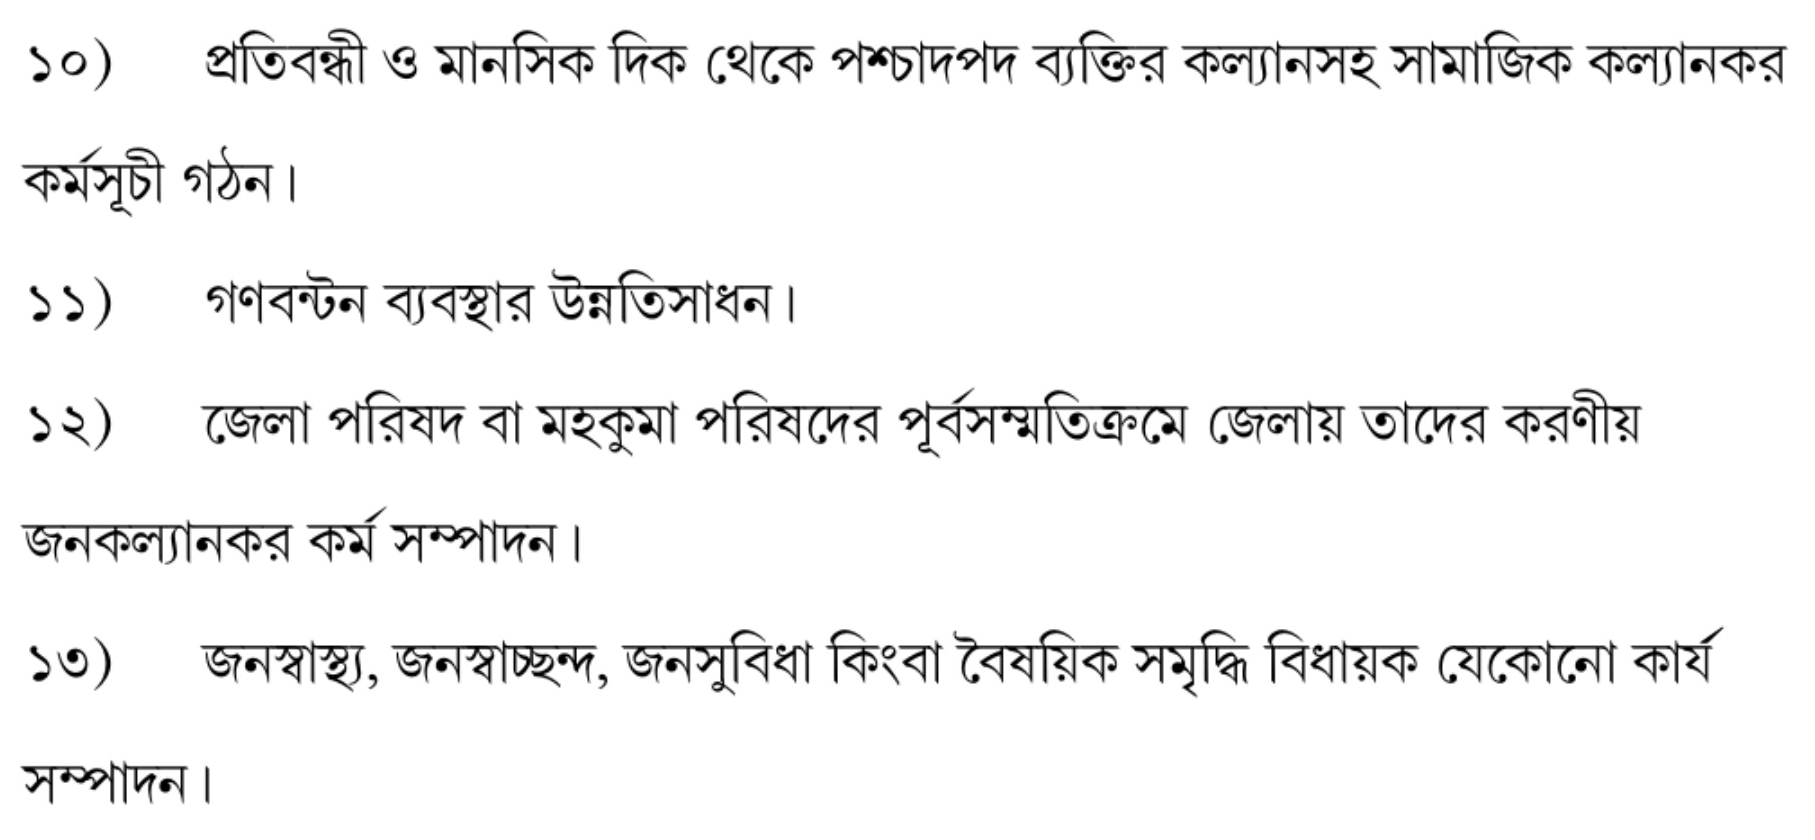 ১০) প্রতিবন্ধী ও মানসিক দিক থেকে পশ্চাদপদ ব্যক্তির কল্যানসহ সামাজিক কল্যানকর
কর্মসূচী গঠন।
১১) গণবন্টন ব্যবস্থার উন্নতিসাধন।
১২) জেলা পরিষদ বা মহকুমা পরিষদের পূর্বসম্মতিক্রমে জেলায় তাদের করণীয়
জনকল্যানকর কর্ম সম্পাদন।
১৩) জনস্বাস্থ্য, জনস্বাচ্ছন্দ, জনসুবিধা কিংবা বৈষয়িক সমৃদ্ধি বিধায়ক যেকোনো কার্য
সম্পাদন।